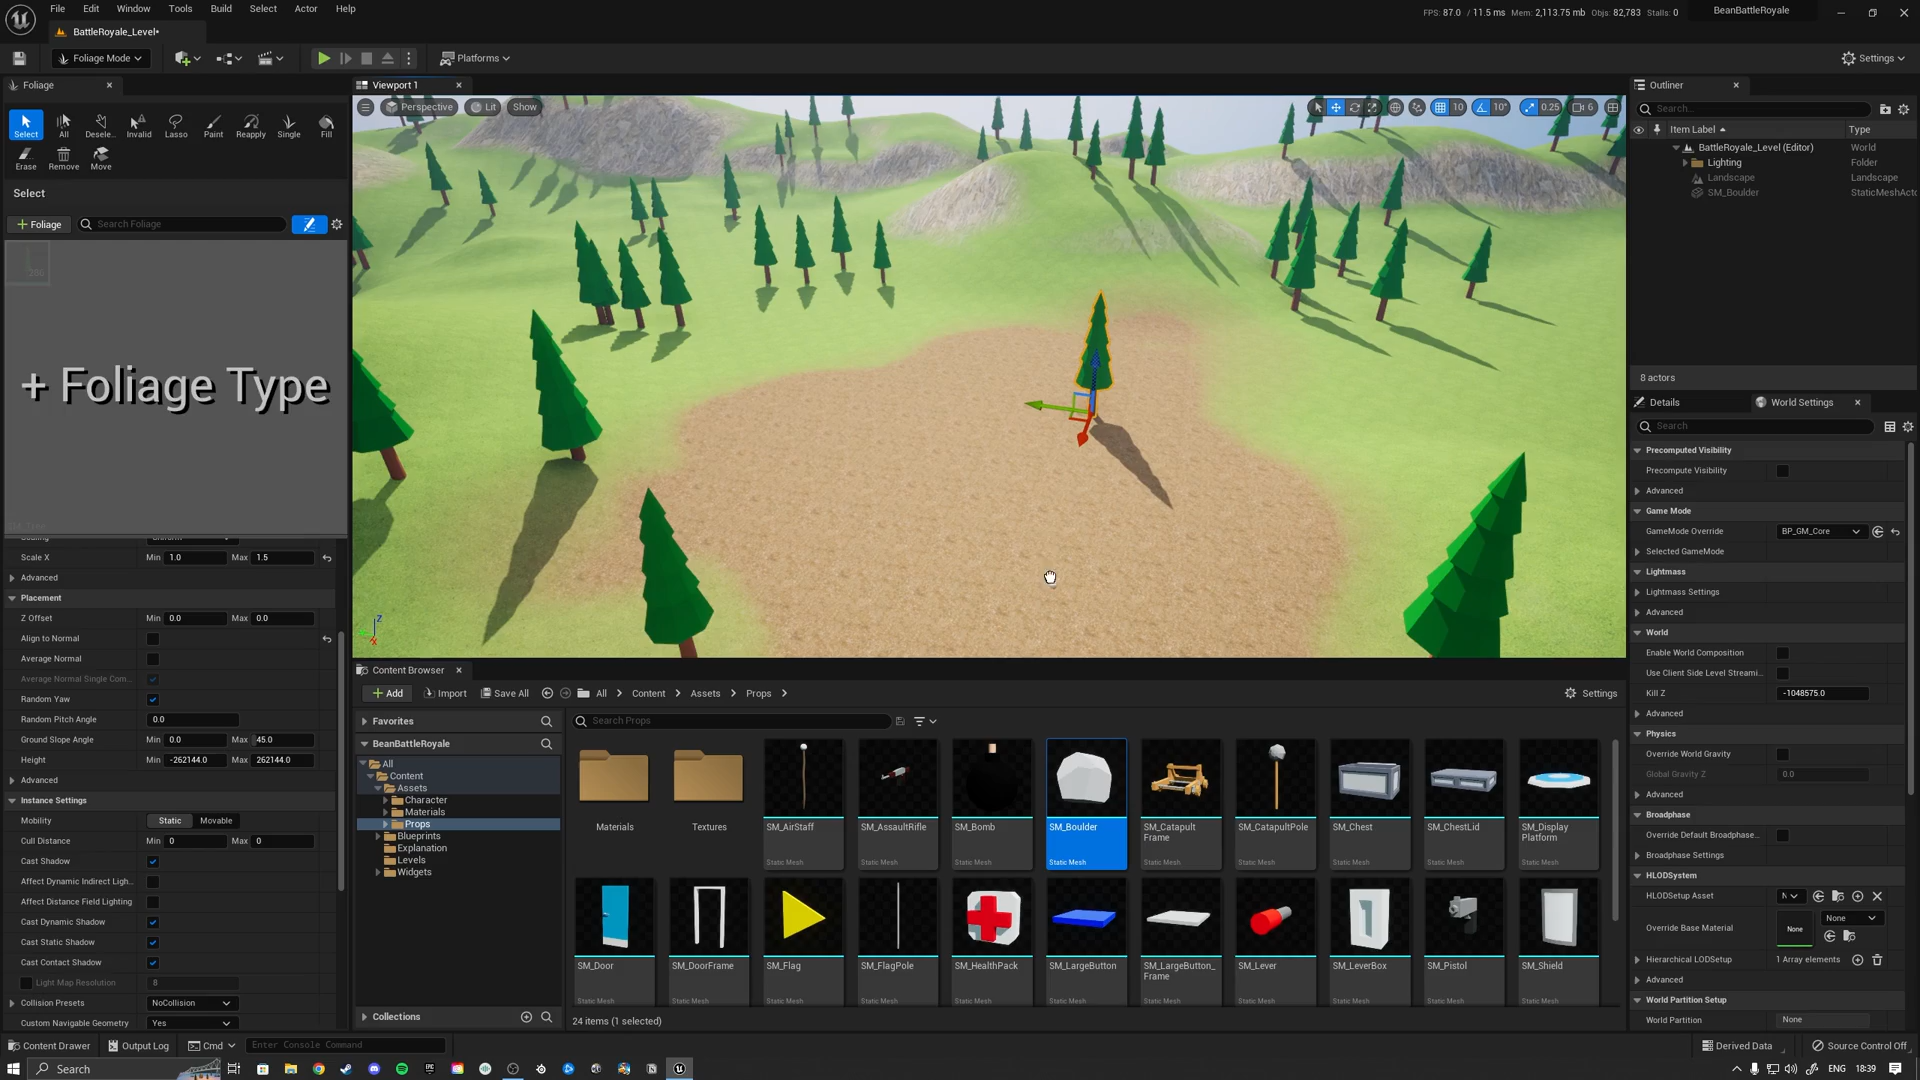 File Edit Window Tools Build Select Actor Help
FPS: 87.0 / 11.5 ms Mem: 2,113.75 mb Objs: 82,783 Stalls: 0
BeanBattleRoyale
BattleRoyale_Level•
Foliage Mode
Platforms
Settings
Foliage
Select All Desele... Invalid Lasso Paint Reapply Single Fill
Erase Remove Move
Select
+ Foliage
Search Foliage
+ Foliage Type
Scale X Min 1.0 Max 1.5
Advanced
Placement
Z Offset Min 0.0 Max 0.0
Align to Normal
Average Normal
Average Normal Single Com...
Random Yaw
Random Pitch Angle 0.0
Ground Slope Angle Min 0.0 Max 45.0
Height Min -262144.0 Max 262144.0
Advanced
Instance Settings
Mobility Static Movable
Cull Distance Min 0 Max 0
Cast Shadow
Affect Dynamic Indirect Ligh...
Affect Distance Field Lighting
Cast Dynamic Shadow
Cast Static Shadow
Cast Contact Shadow
Light Map Resolution 8
Collision Presets NoCollision
Custom Navigable Geometry Yes
Viewport 1
Perspective Lit Show
10 10° 0.25 6
Z
X
Content Browser
+ Add Import Save All All Content Assets Props
Settings
Favorites
Search Props
BeanBattleRoyale
All
Content
Assets
Character
Materials
Props
Blueprints
Explanation
Levels
Widgets
Collections
Materials
Textures
SM_AirStaff
Static Mesh
SM_AssaultRifle
Static Mesh
SM_Bomb
Static Mesh
SM_Boulder
Static Mesh
SM_Catapult
Frame
Static Mesh
SM_CatapultPole
Static Mesh
SM_Chest
Static Mesh
SM_ChestLid
Static Mesh
SM_Display
Platform
Static Mesh
SM_Door
Static Mesh
SM_DoorFrame
Static Mesh
SM_Flag
Static Mesh
SM_FlagPole
Static Mesh
SM_HealthPack
Static Mesh
SM_LargeButton
Static Mesh
SM_LargeButton_
Frame
Static Mesh
SM_Lever
Static Mesh
SM_LeverBox
Static Mesh
SM_Pistol
Static Mesh
SM_Shield
Static Mesh
24 items (1 selected)
Outliner
Search...
Item Label Type
BattleRoyale_Level (Editor) World
Lighting Folder
Landscape Landscape
SM_Boulder StaticMeshActo
8 actors
Details
World Settings
Search
Precomputed Visibility
Precompute Visibility
Advanced
Game Mode
GameMode Override BP_GM_Core
Selected GameMode
Lightmass
Lightmass Settings
Advanced
World
Enable World Composition
Use Client Side Level Streami...
Kill Z -1048575.0
Advanced
Physics
Override World Gravity
Global Gravity Z 0.0
Advanced
Broadphase
Override Default Broadphase...
Broadphase Settings
HLODSystem
HLODSetup Asset N
Override Base Material None None
Hierarchical LODSetup 1 Array elements
Advanced
World Partition Setup
World Partition None
Content Drawer Output Log Cmd Enter Console Command
Derived Data Source Control Off
Search
ENG 18:39